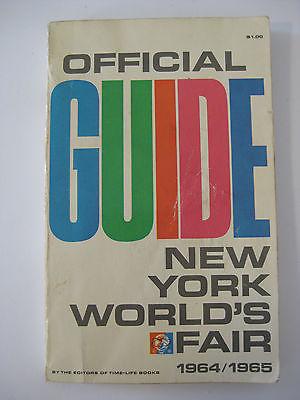 $1.00
OFFICIAL
GUIDE
NEW
YORK
WORLD'S
FAIR
1964/1965
BY THE EDITORS OF TIME-LIFE BOOKS